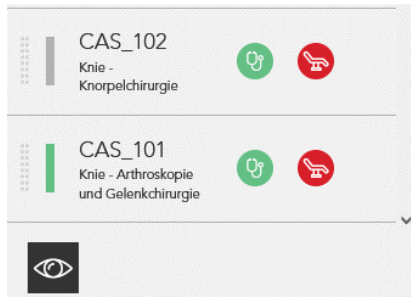 CAS_102
Knie -
Knorpelchirurgie
CAS_101
Knie - Arthroskopie
und Gelenkchirurgie